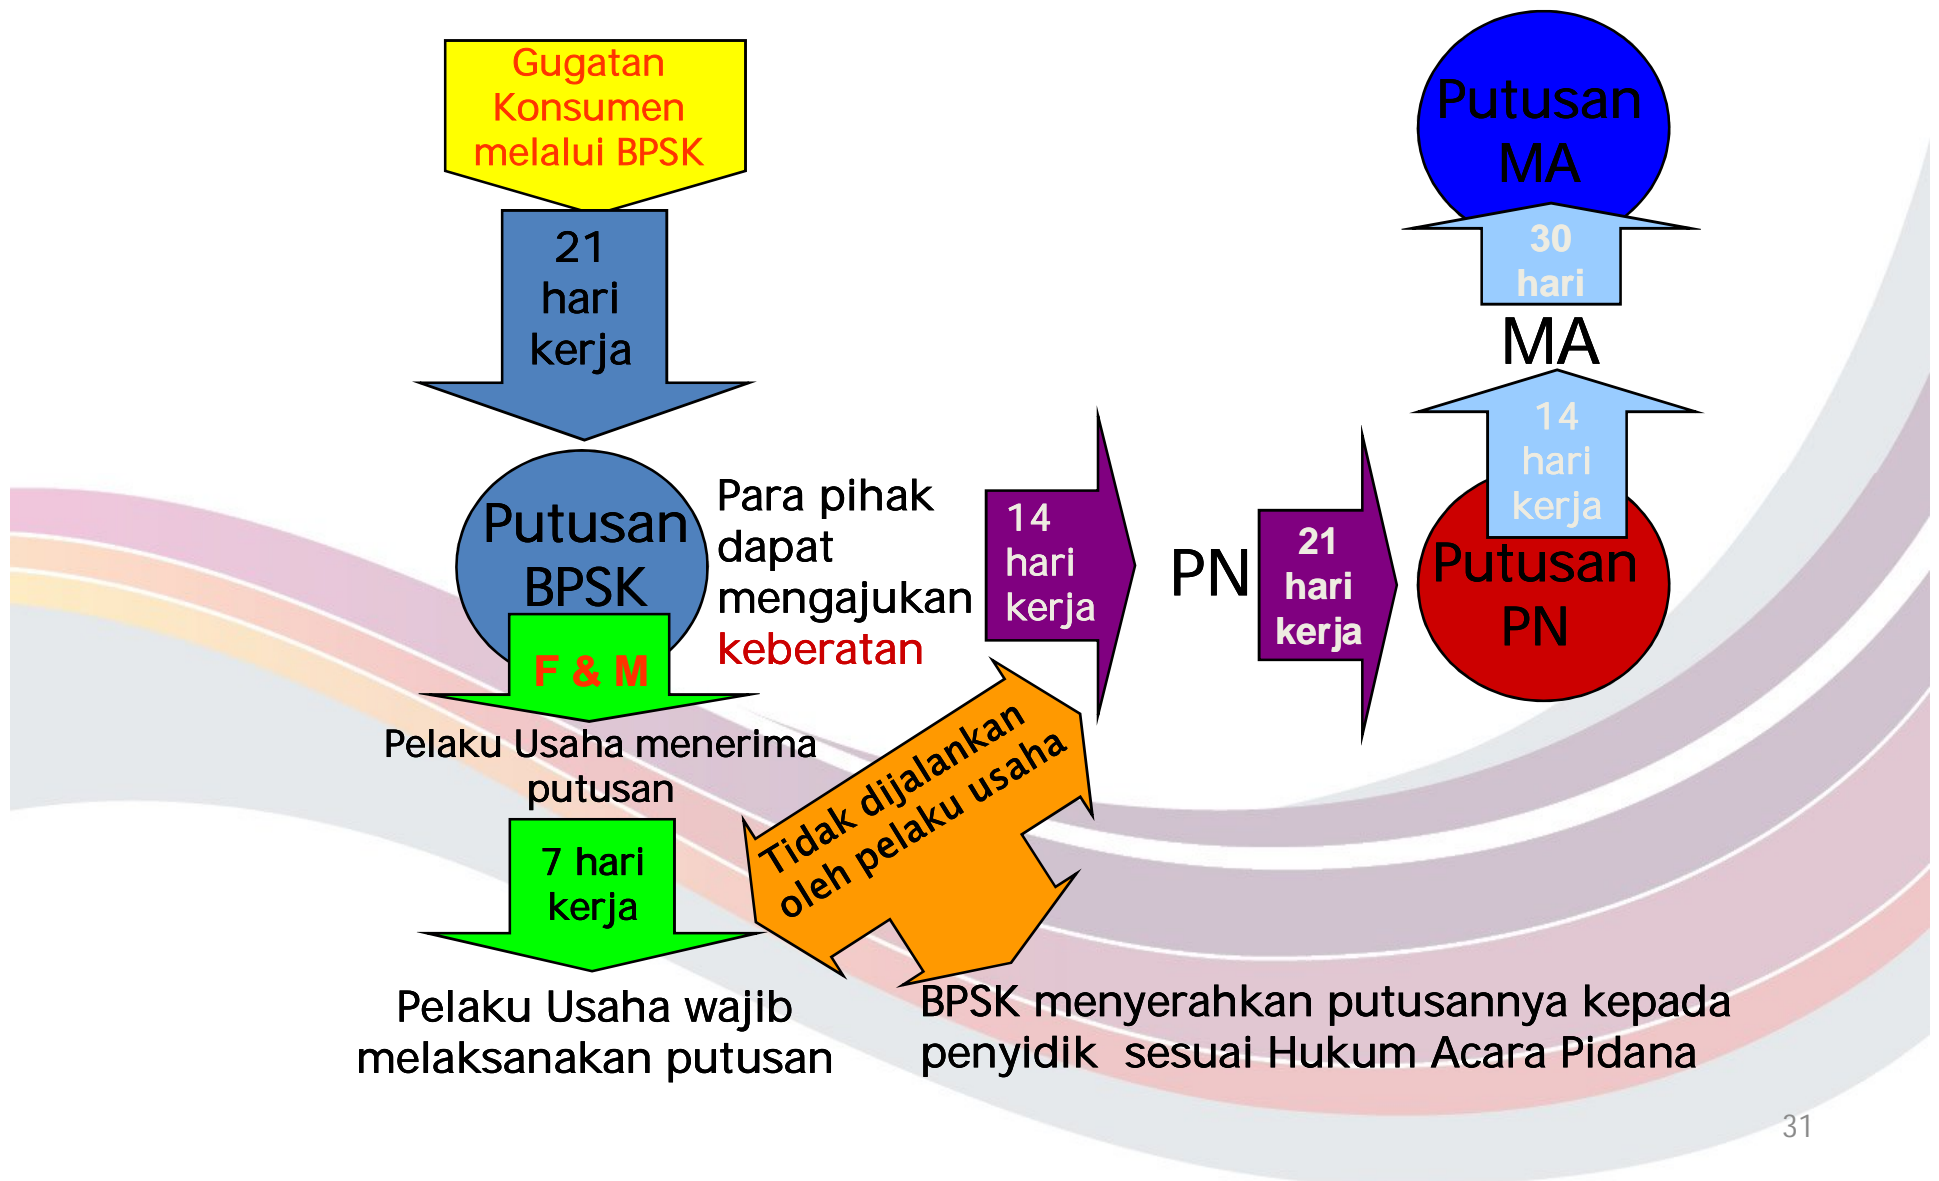 Gugatan
Konsumen
melalui BPSK
21
hari
kerja
Putusan
BPSK
F & M
Pelaku Usaha menerima
putusan
7 hari
kerja
Pelaku Usaha wajib
melaksanakan putusan
Para pihak
dapat
mengajukan
keberatan
14
hari
kerja
PN
21
hari
kerja
Putusan
PN
14
hari
kerja
MA
30
hari
Putusan
MA
Tidak dijalankan
oleh pelaku usaha
BPSK menyerahkan putusannya kepada
penyidik  sesuai Hukum Acara Pidana
31